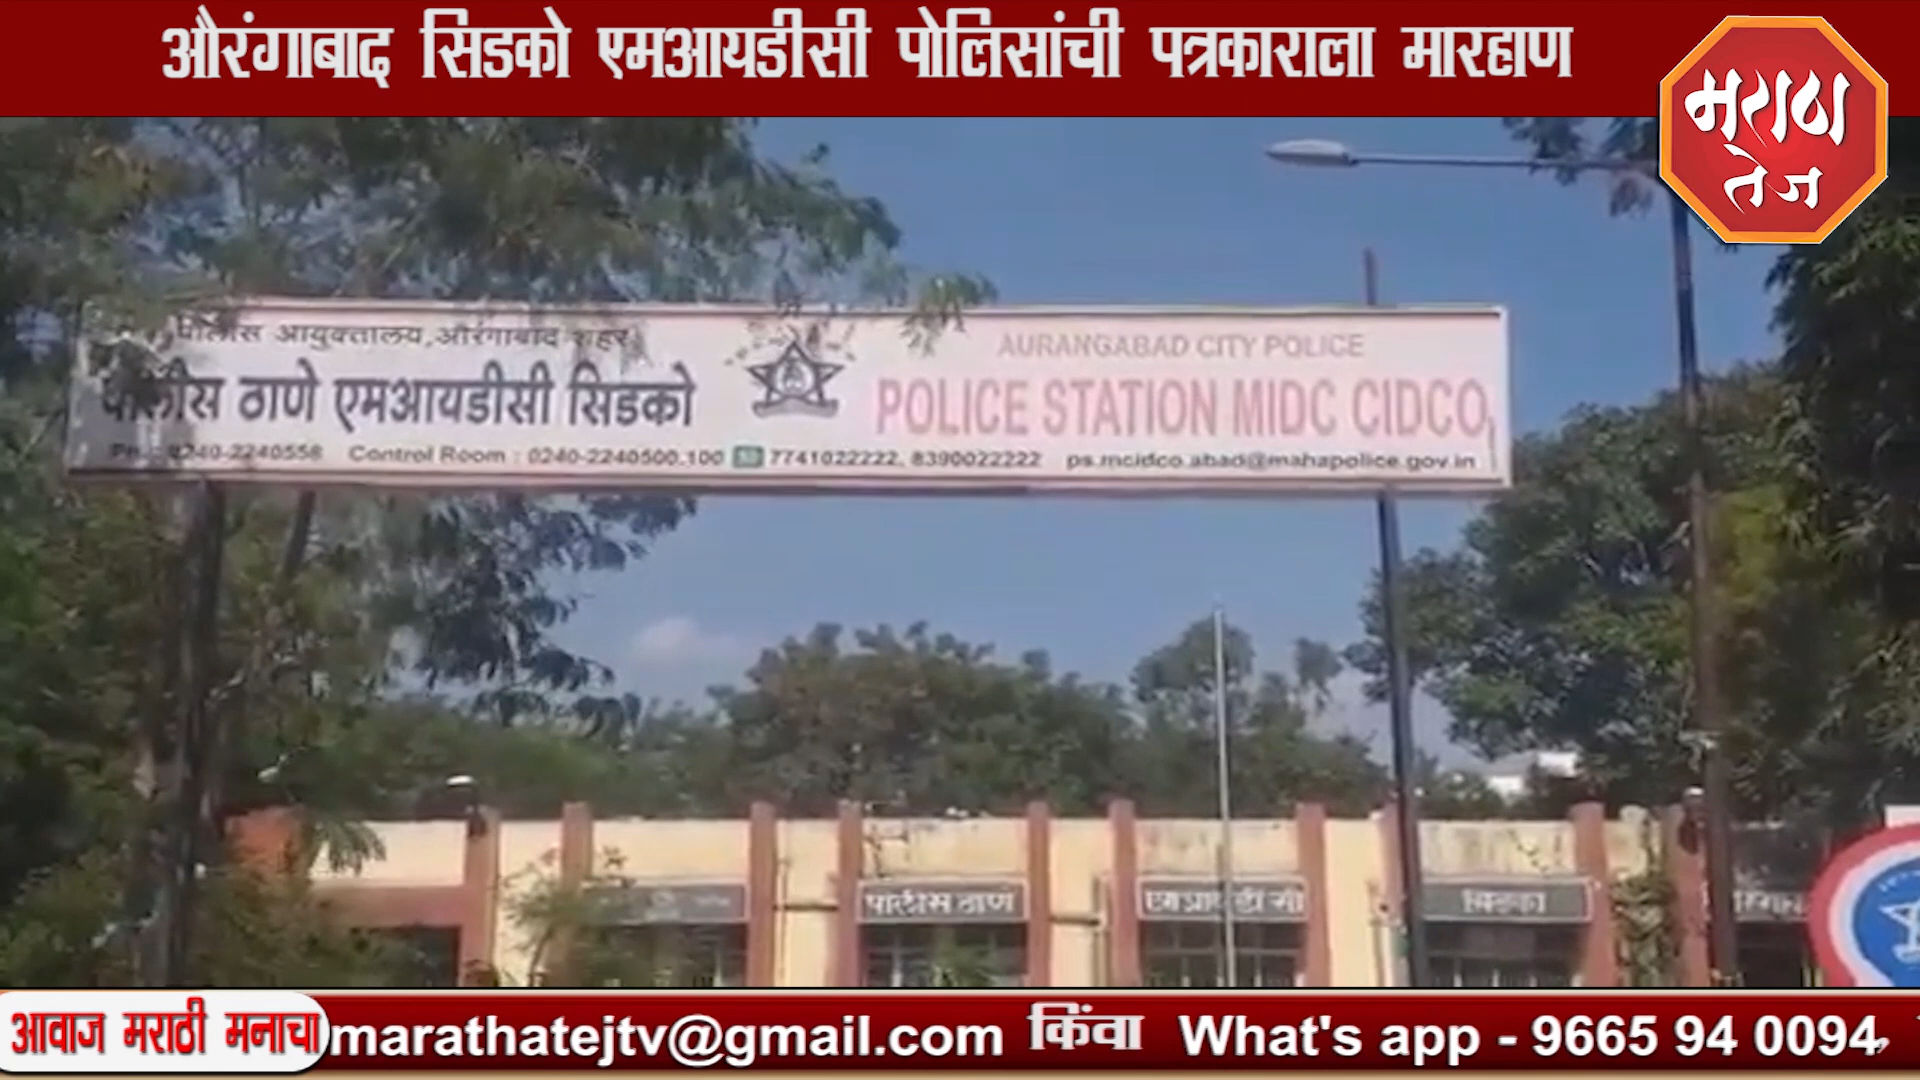 औरंगाबाद सिडको एमआयडीसी पोलिसांची पत्रकाराला मारहाण
मराठा
तेज
पोलीस आयुक्तालय,औरंगाबाद शहर
पोलीस ठाणे एमआयडीसी सिडको
AURANGABAD CITY POLICE
POLICE STATION MIDC CIDCO
Ph : 0240-2240558 Control Room : 0240-2240500,100 7741022222, 8390022222 ps.mcidco.abad@mahapolice.gov.in
पोलीस ठाणे
एमआयडीसी
सिडको
आवाज मराठी मनाचा
marathatejtv@gmail.com किंवा What's app - 9665 94 0094